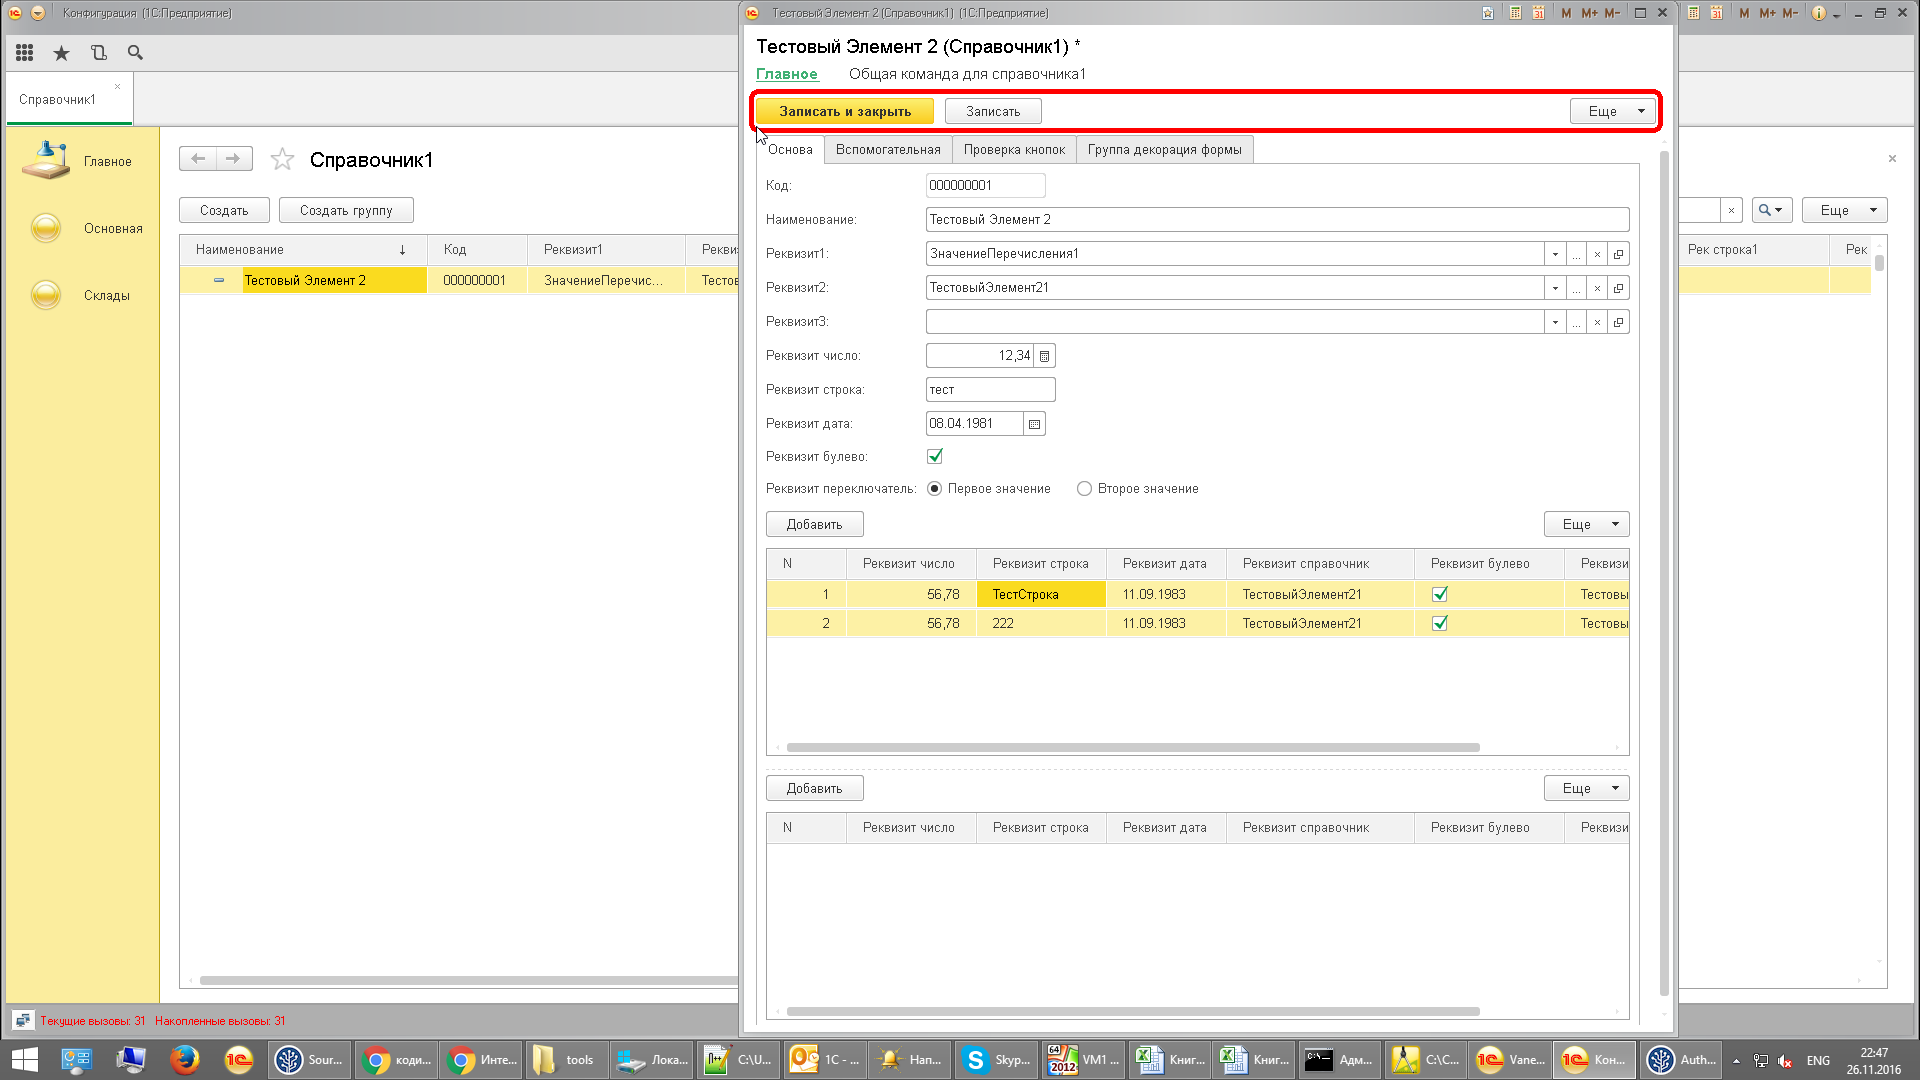 Конфигурация (1С:Предприятие)
Справочник1
Главное
Основная
Склады
Справочник1
Создать
Создать группу
Наименование ↓ Код Реквизит1
Тестовый Элемент 2 000000001 ЗначениеПеречис...
Текущие вызовы: 31 Накопленные вызовы: 31
Тестовый Элемент 2 (Справочник1) (1С:Предприятие)
M M+ M-
M M+ M-
Тестовый Элемент 2 (Справочник1) *
Главное Общая команда для справочника1
Записать и закрыть Записать Еще
Основа Вспомогательная Проверка кнопок Группа декорация формы
Код: 000000001
Наименование: Тестовый Элемент 2
Реквизит1: ЗначениеПеречисления1
Реквизит2: ТестовыйЭлемент21
Реквизит3:
Реквизит число: 12,34
Реквизит строка: тест
Реквизит дата: 08.04.1981
Реквизит булево:
Реквизит переключатель: Первое значение Второе значение
Добавить Еще
N Реквизит число Реквизит строка Реквизит дата Реквизит справочник Реквизит булево Реквизи
1 56,78 ТестСтрока 11.09.1983 ТестовыйЭлемент21 Тестовы
2 56,78 222 11.09.1983 ТестовыйЭлемент21 Тестовы
Добавить Еще
N Реквизит число Реквизит строка Реквизит дата Реквизит справочник Реквизит булево Реквизи
Еще
Рек строка1 Рек
Sour... коди... Инте... tools Лока... C:\U... 1С - ... Нап... Skyp... VM1 ... Книг... Книг... Адм... C:\C... Vane... Кон... Auth...
ENG
22:47
26.11.2016